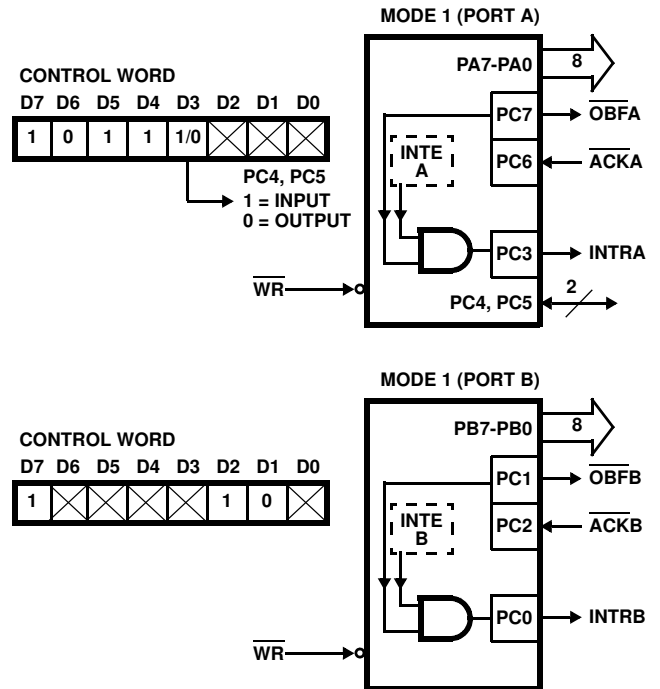 MODE 1 (PORT A)
CONTROL WORD
D7 D6 D5 D4 D3 D2 D1 D0
1 0 1 1 1/0
PC4, PC5
1 = INPUT
0 = OUTPUT
PA7-PA0
8
PC7
OBFA
INTE
A
PC6
ACKA
PC3
INTRA
WR
PC4, PC5
2
MODE 1 (PORT B)
CONTROL WORD
D7 D6 D5 D4 D3 D2 D1 D0
1 1 0
PB7-PB0
8
PC1
OBFB
INTE
B
PC2
ACKB
PC0
INTRB
WR